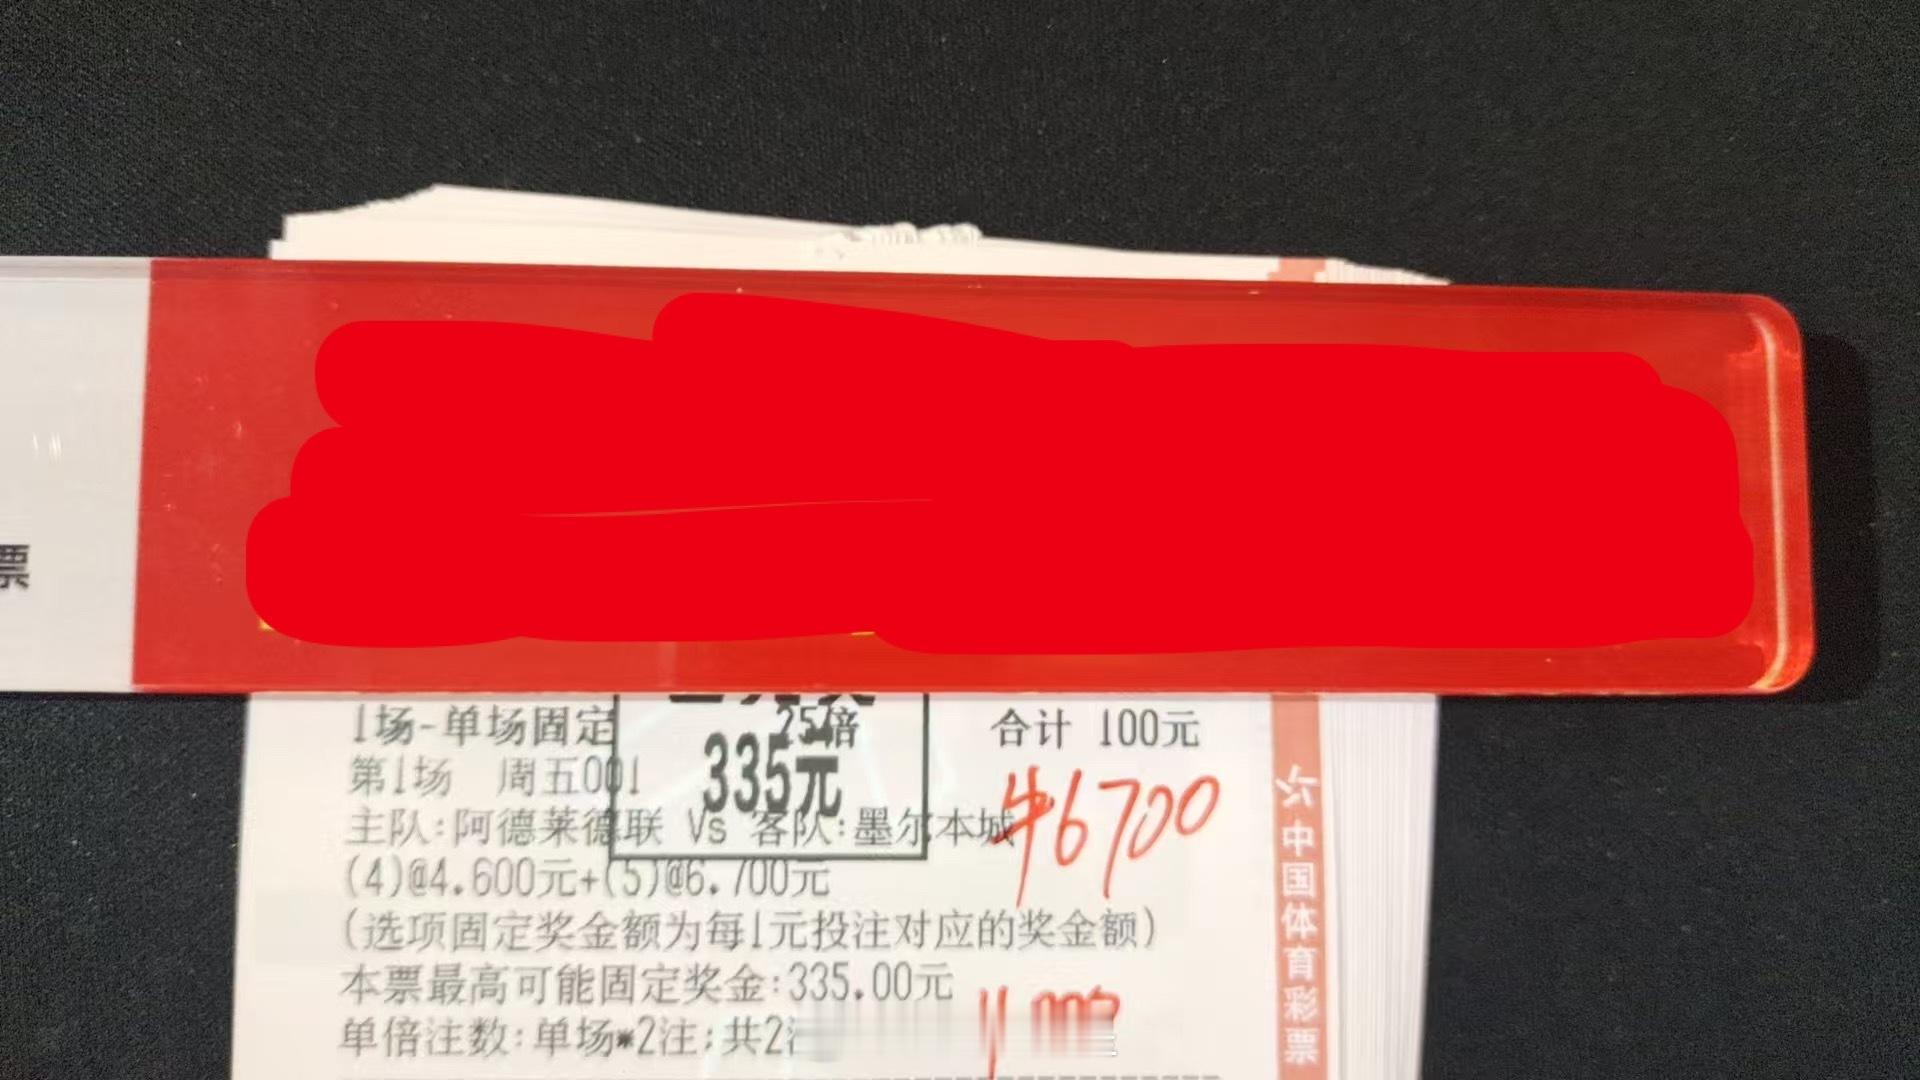 票
1场-单场固定 25倍 合计 100元
335元
第1场 周五001
主队:阿德莱德联 Vs 客队:墨尔本城
6700
(4)@4.600元+(5)@6.700元
(选项固定奖金额为每1元投注对应的奖金额)
本票最高可能固定奖金:335.00元
单倍注数:单场*2注;共2
中国体育彩票